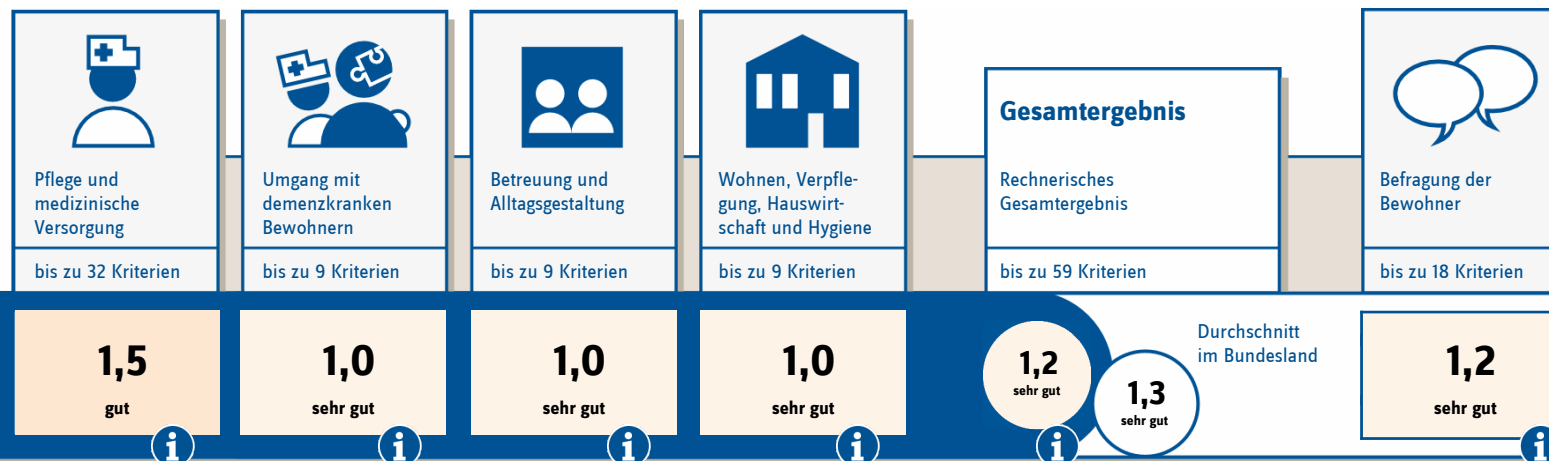 Pflege und
medizinische
Versorgung
bis zu 32 Kriterien
1,5
gut
i
Umgang mit
demenzkranken
Bewohnern
bis zu 9 Kriterien
1,0
sehr gut
i
Betreuung und
Alltagsgestaltung
bis zu 9 Kriterien
1,0
sehr gut
i
Wohnen, Verpfle-
gung, Hauswirt-
schaft und Hygiene
bis zu 9 Kriterien
1,0
sehr gut
i
Gesamtergebnis
Rechnerisches
Gesamtergebnis
bis zu 59 Kriterien
1,2
sehr gut
i
Durchschnitt
im Bundesland
1,3
sehr gut
Befragung der
Bewohner
bis zu 18 Kriterien
1,2
sehr gut
i